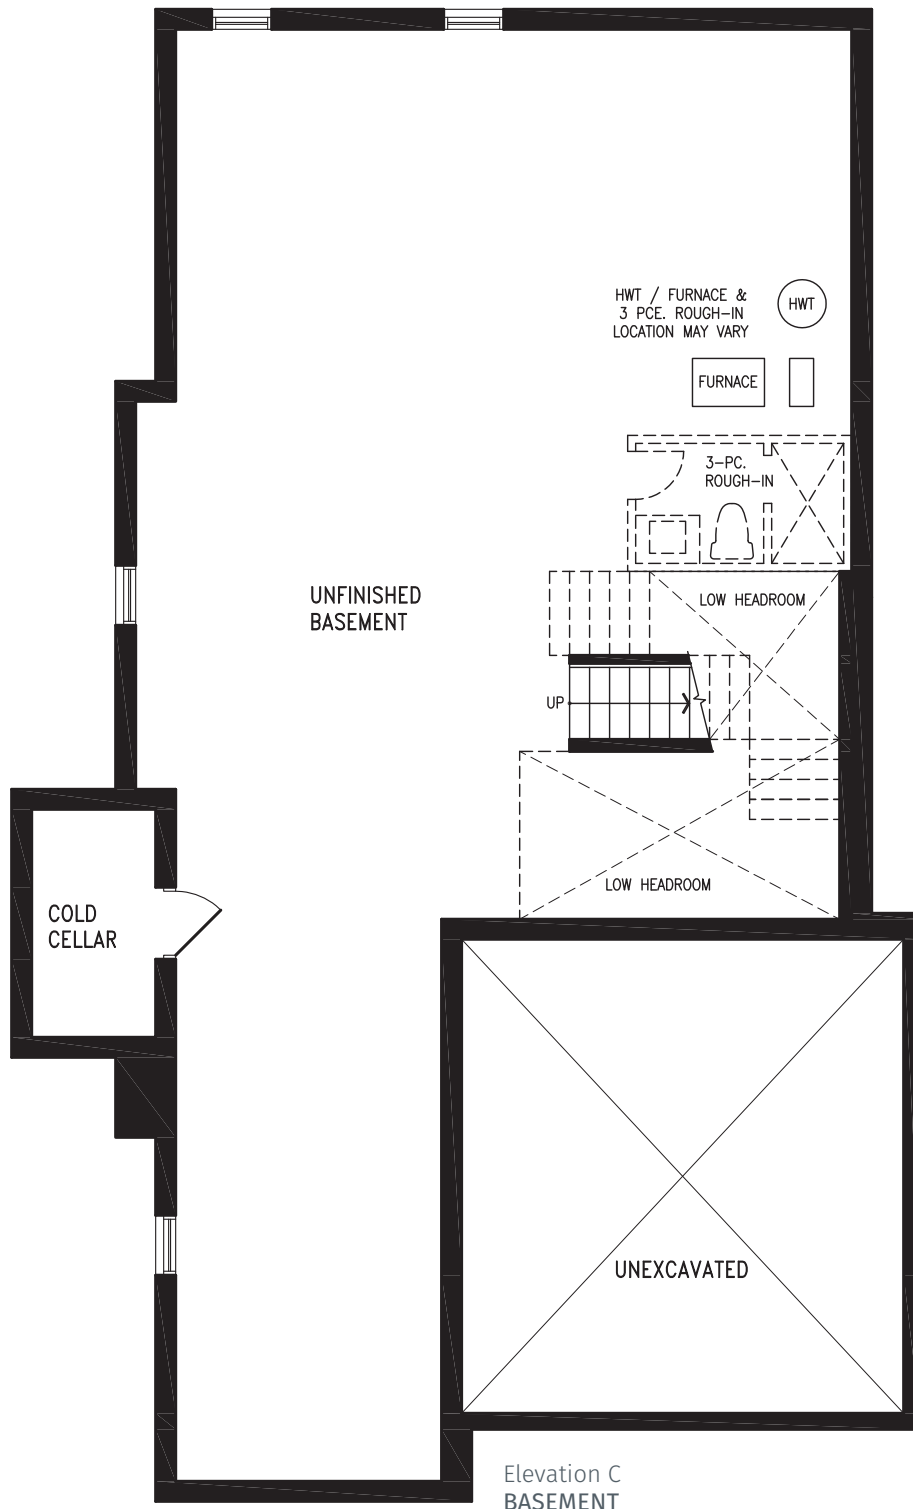 HWT / FURNACE &
3 PCE. ROUGH-IN
LOCATION MAY VARY
HWT
FURNACE
3-PC.
ROUGH-IN
UNFINISHED
BASEMENT
LOW HEADROOM
UP
LOW HEADROOM
COLD
CELLAR
UNEXCAVATED
Elevation C
BASEMENT